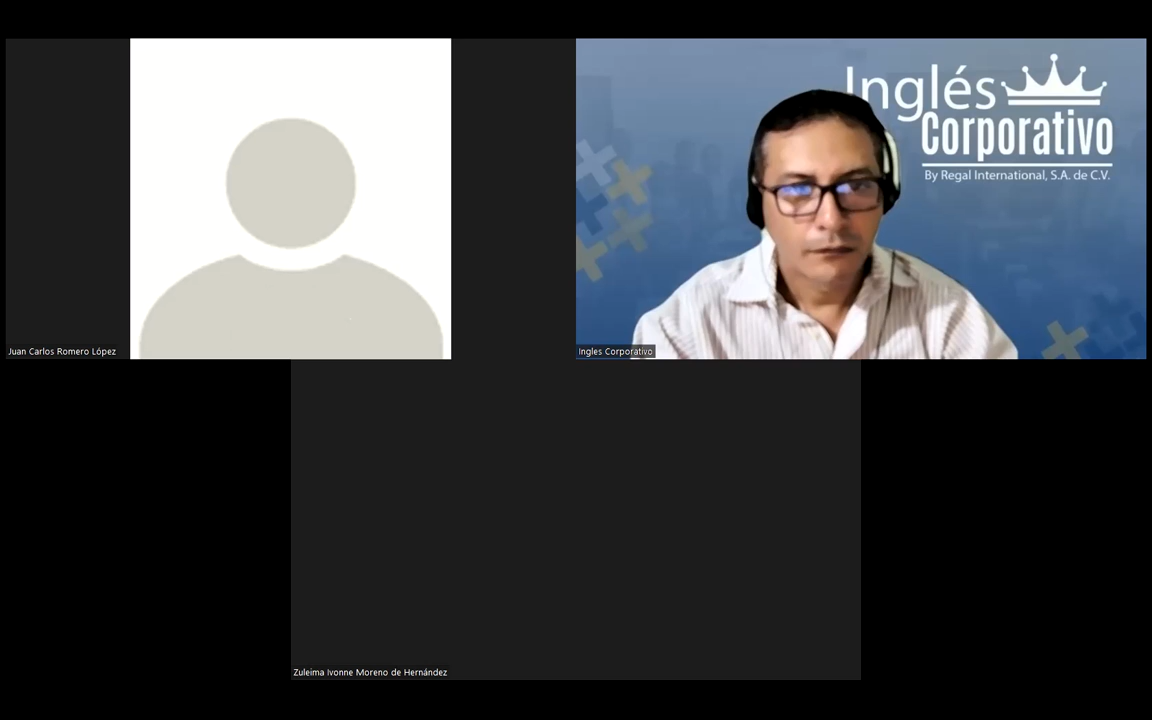 Inglés
Corporativo
By Regal International, S.A. de C.V.
Juan Carlos Romero López
Ingles Corporativo
Zuleima Ivonne Moreno de Hernández